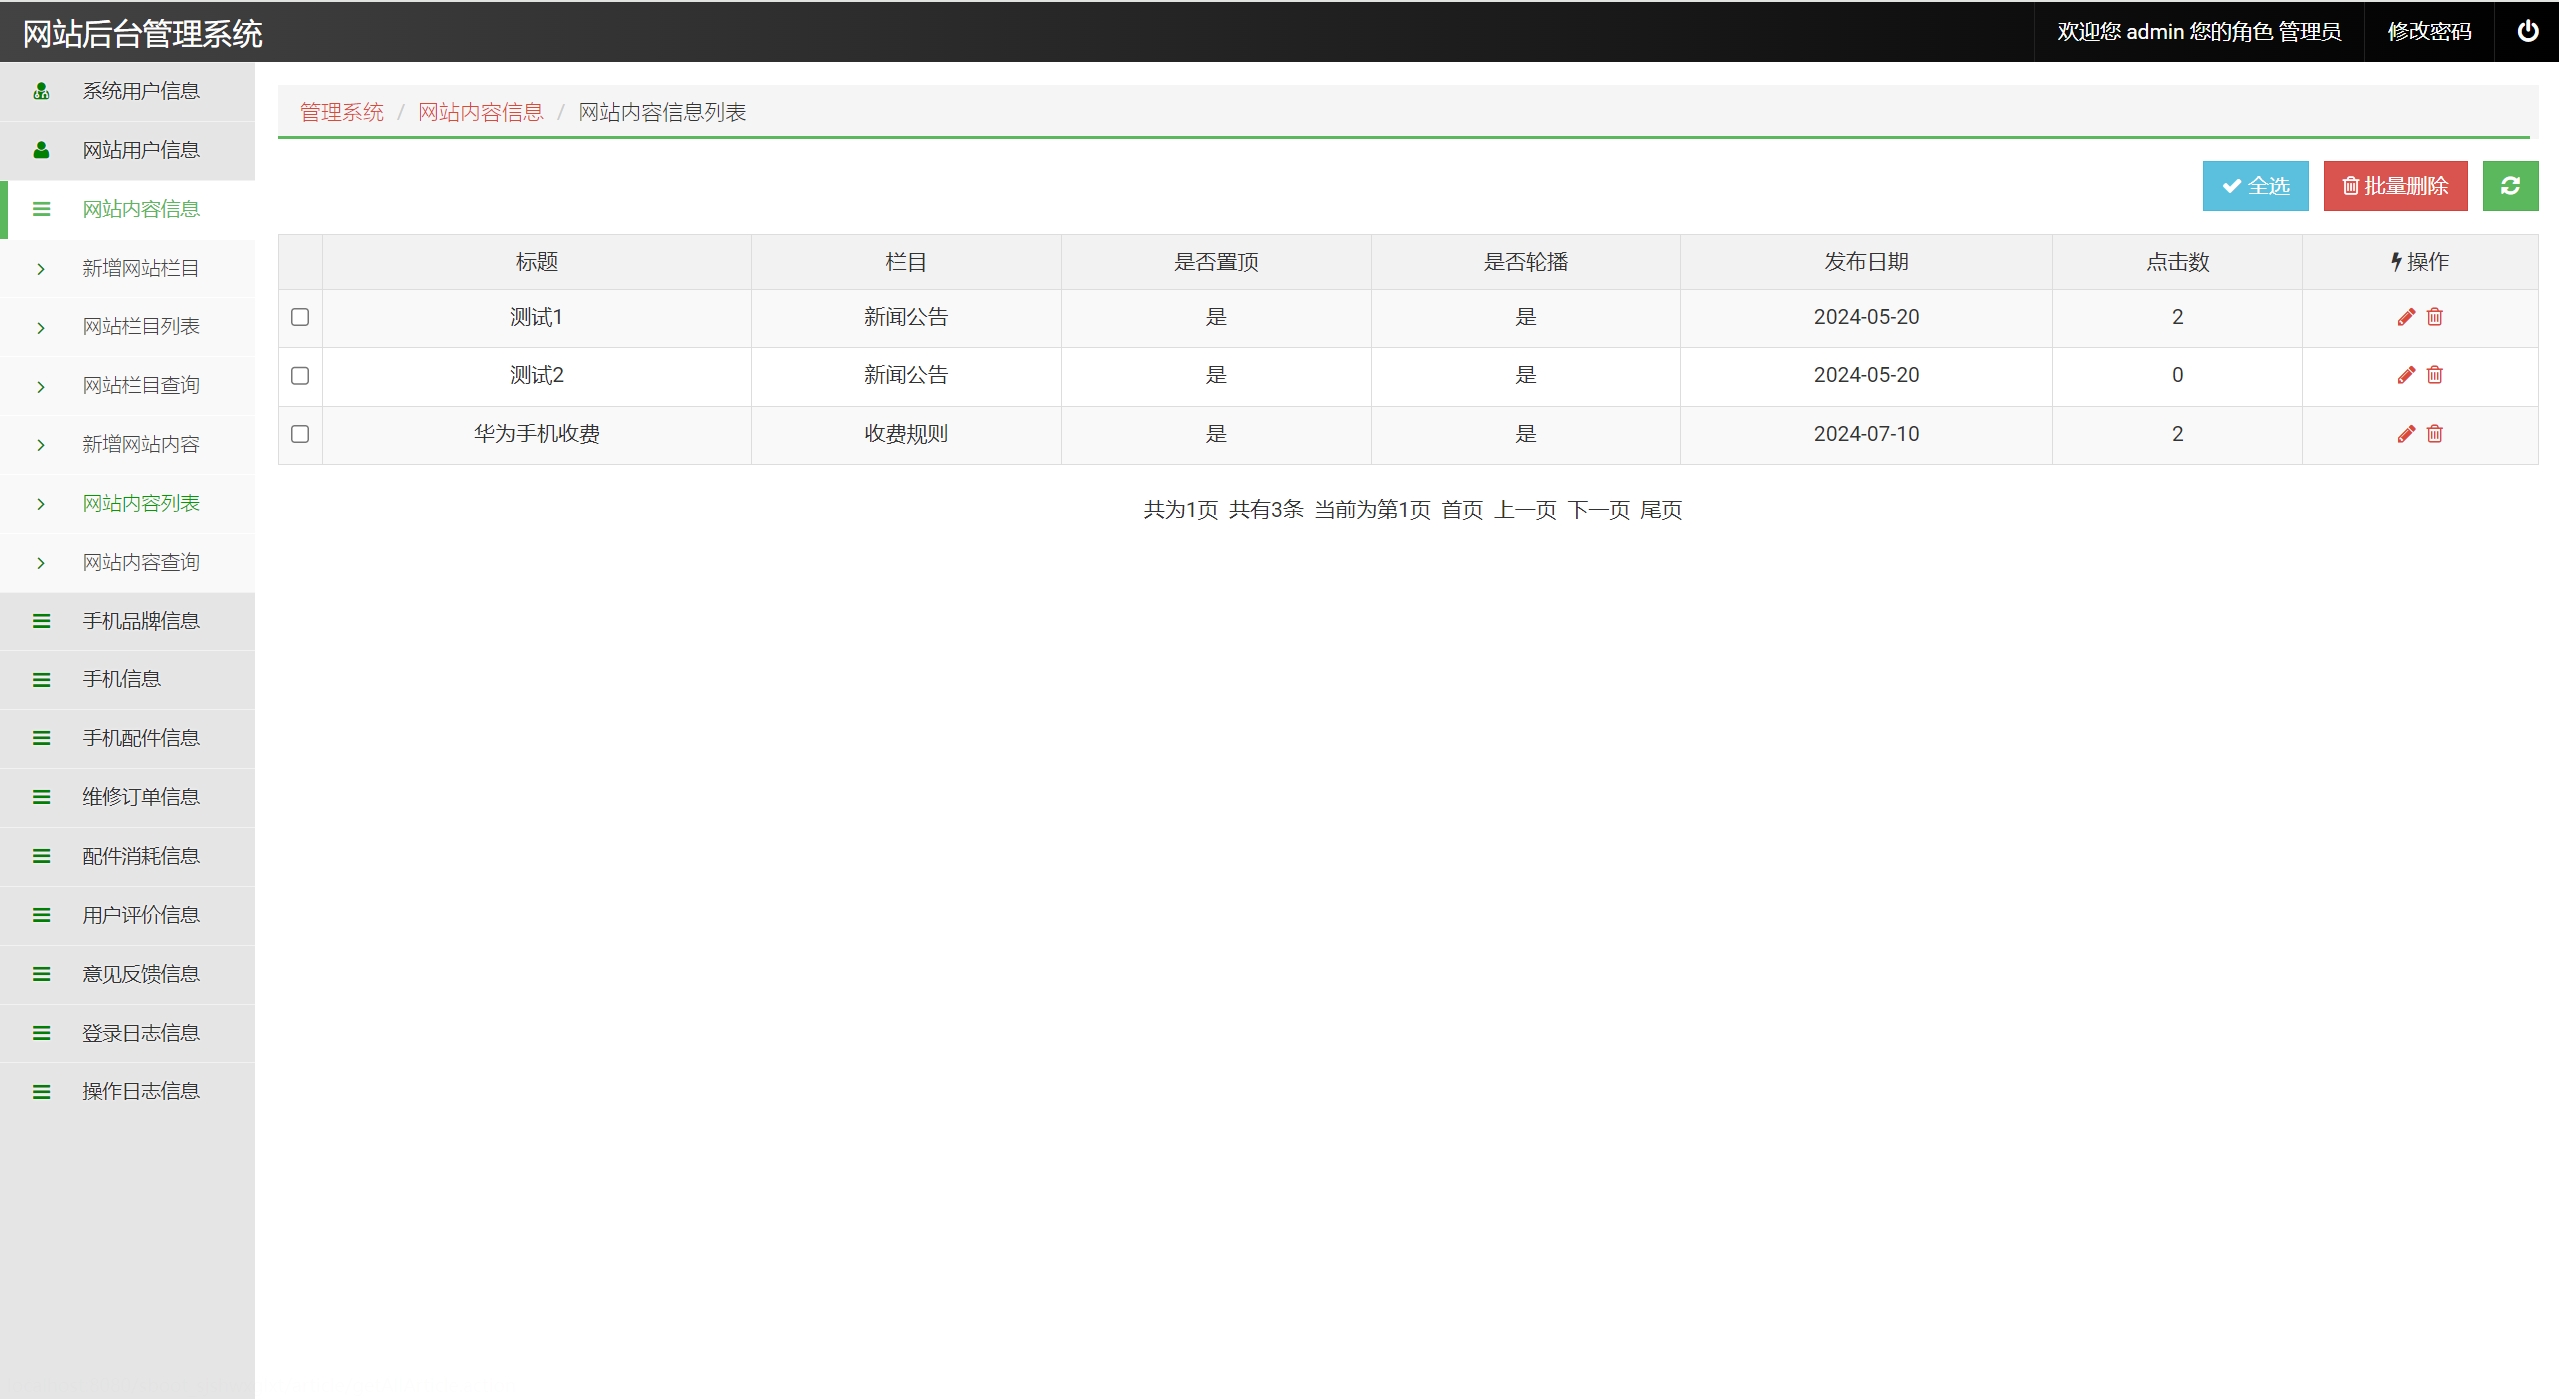 网站后台管理系统
欢迎您 admin 您的角色 管理员
修改密码
系统用户信息
网站用户信息
网站内容信息
新增网站栏目
网站栏目列表
网站栏目查询
新增网站内容
网站内容列表
网站内容查询
手机品牌信息
手机信息
手机配件信息
维修订单信息
配件消耗信息
用户评价信息
意见反馈信息
登录日志信息
操作日志信息
管理系统 / 网站内容信息 / 网站内容信息列表
全选 批量删除
标题 栏目 是否置顶 是否轮播 发布日期 点击数 操作
测试1 新闻公告 是 是 2024-05-20 2
测试2 新闻公告 是 是 2024-05-20 0
华为手机收费 收费规则 是 是 2024-07-10 2
共为1页 共有3条 当前为第1页 首页 上一页 下一页 尾页